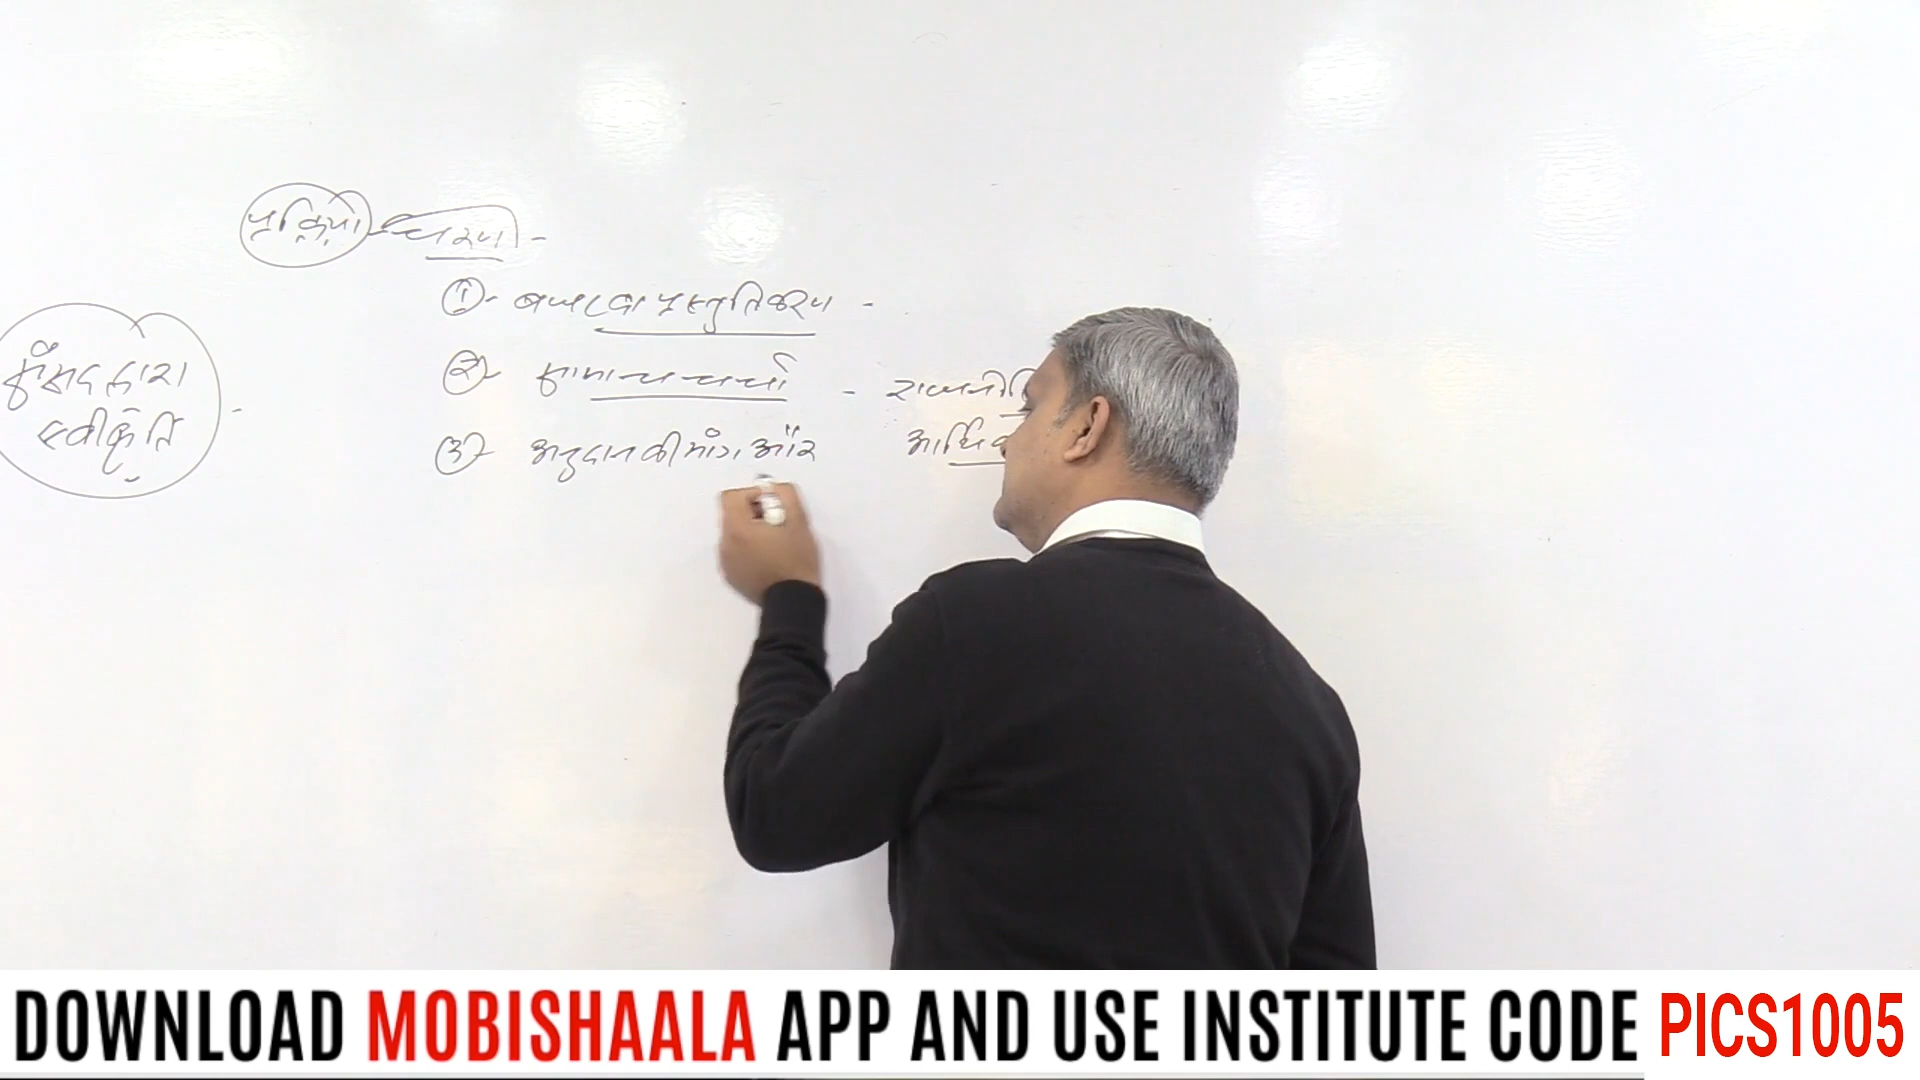 प्रक्रिया - चरण -
① - बजट का प्रस्तुतिकरण -
② - सामान्य चर्चा - राजनीति
आर्थिक
③ - अनुदान की मांग और
संसद द्वारा
स्वीकृति -
DOWNLOAD MOBISHAALA APP AND USE INSTITUTE CODE PICS1005